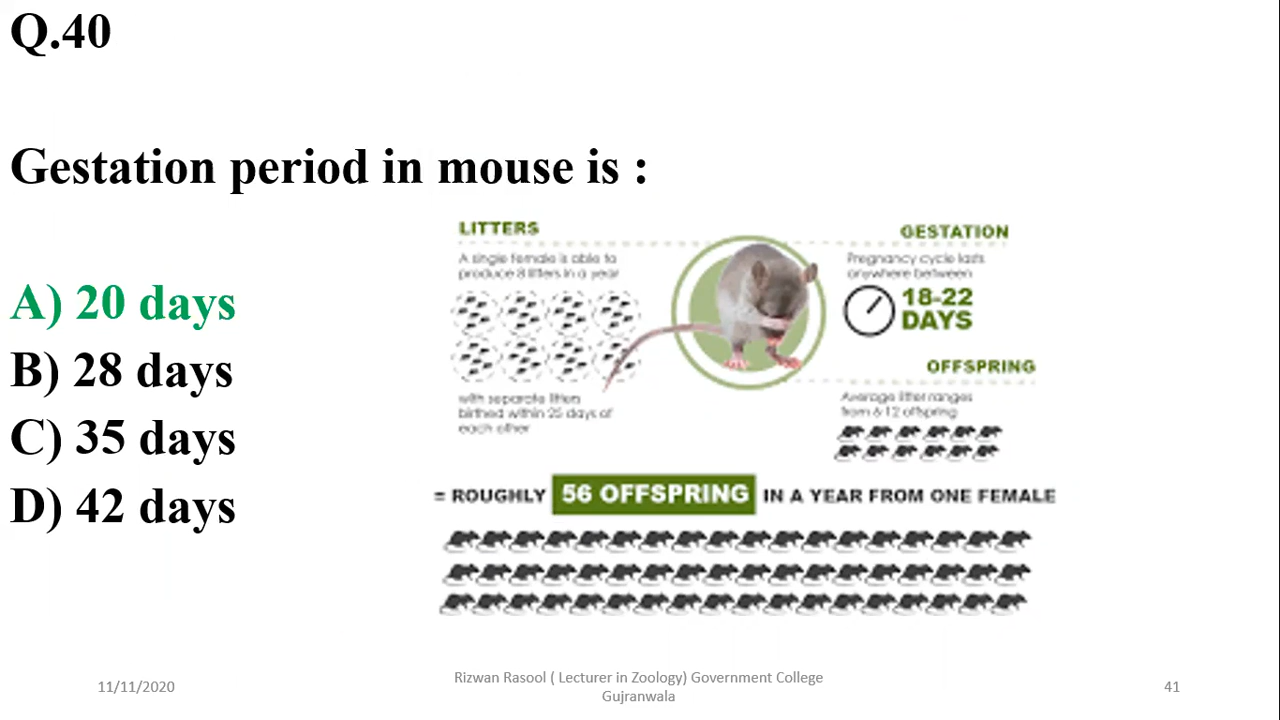 Q.40
Gestation period in mouse is :
A) 20 days
B) 28 days
C) 35 days
D) 42 days
LITTERS
A single female is able to
produce 8 litters in a year
with separate litters
birthed within 25 days of
each other
GESTATION
Pregnancy cycle lasts
anywhere between
18-22
DAYS
OFFSPRING
Average litter ranges
from 6-12 offspring
= ROUGHLY 56 OFFSPRING IN A YEAR FROM ONE FEMALE
11/11/2020
Rizwan Rasool ( Lecturer in Zoology) Government College
Gujranwala
41